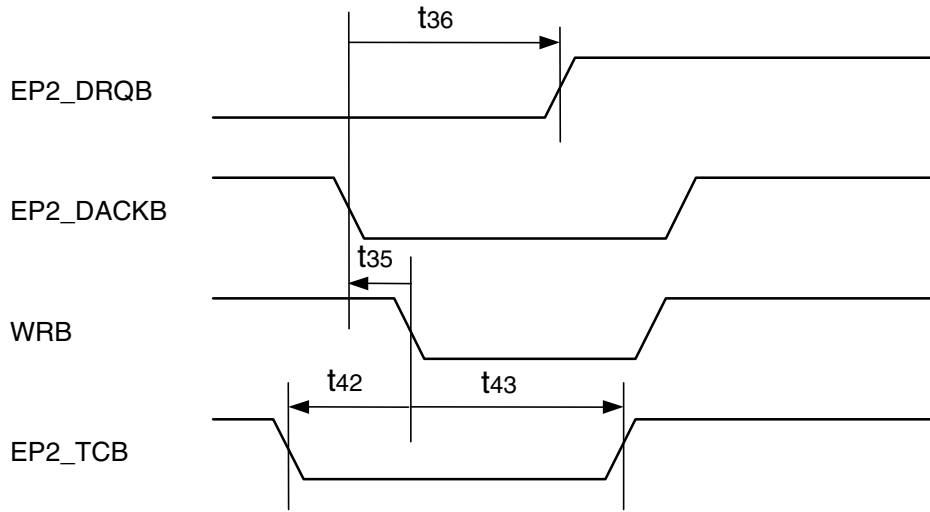 t36
EP2_DRQB
EP2_DACKB
t35
WRB
t42
t43
EP2_TCB